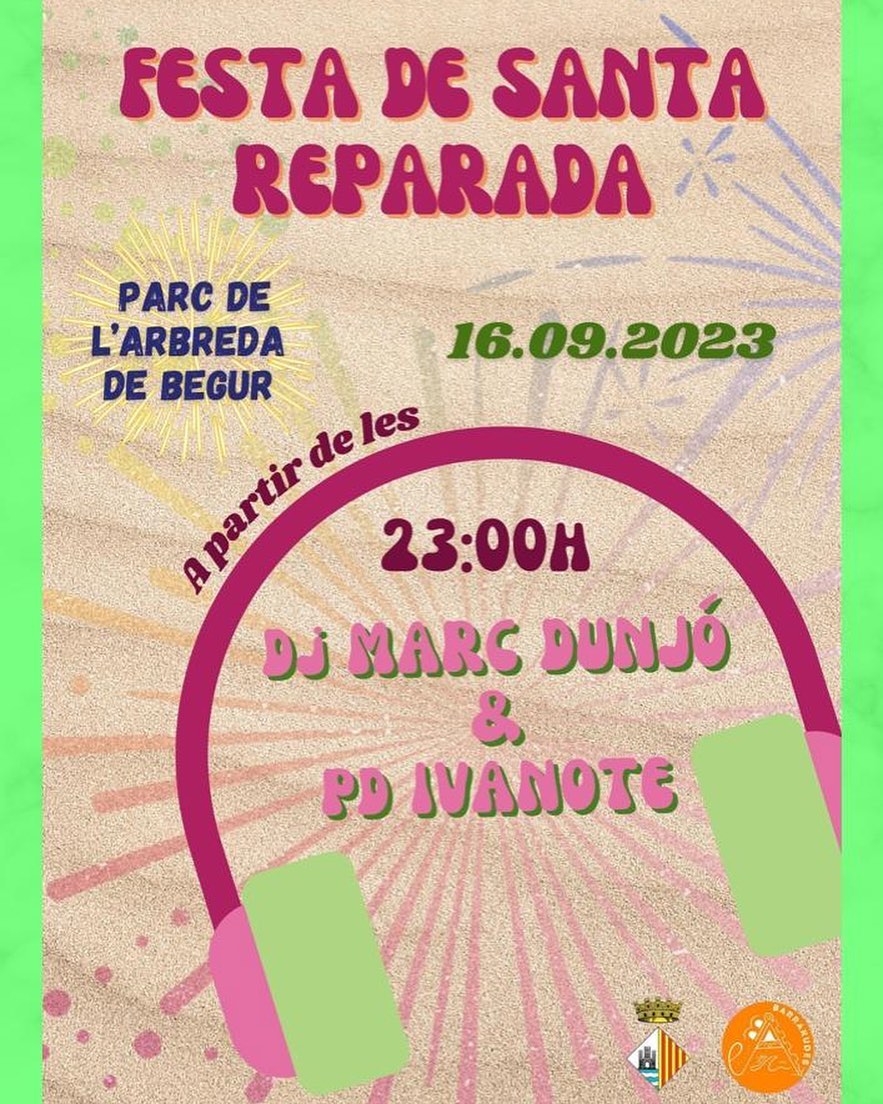 FESTA DE SANTA
REPARADA
PARC DE
L'ARBREDA
DE BEGUR
16.09.2023
A partir de les
23:00H
Dj MARC DUNJÓ
&
PD IVANOTE
BARRAKUDES